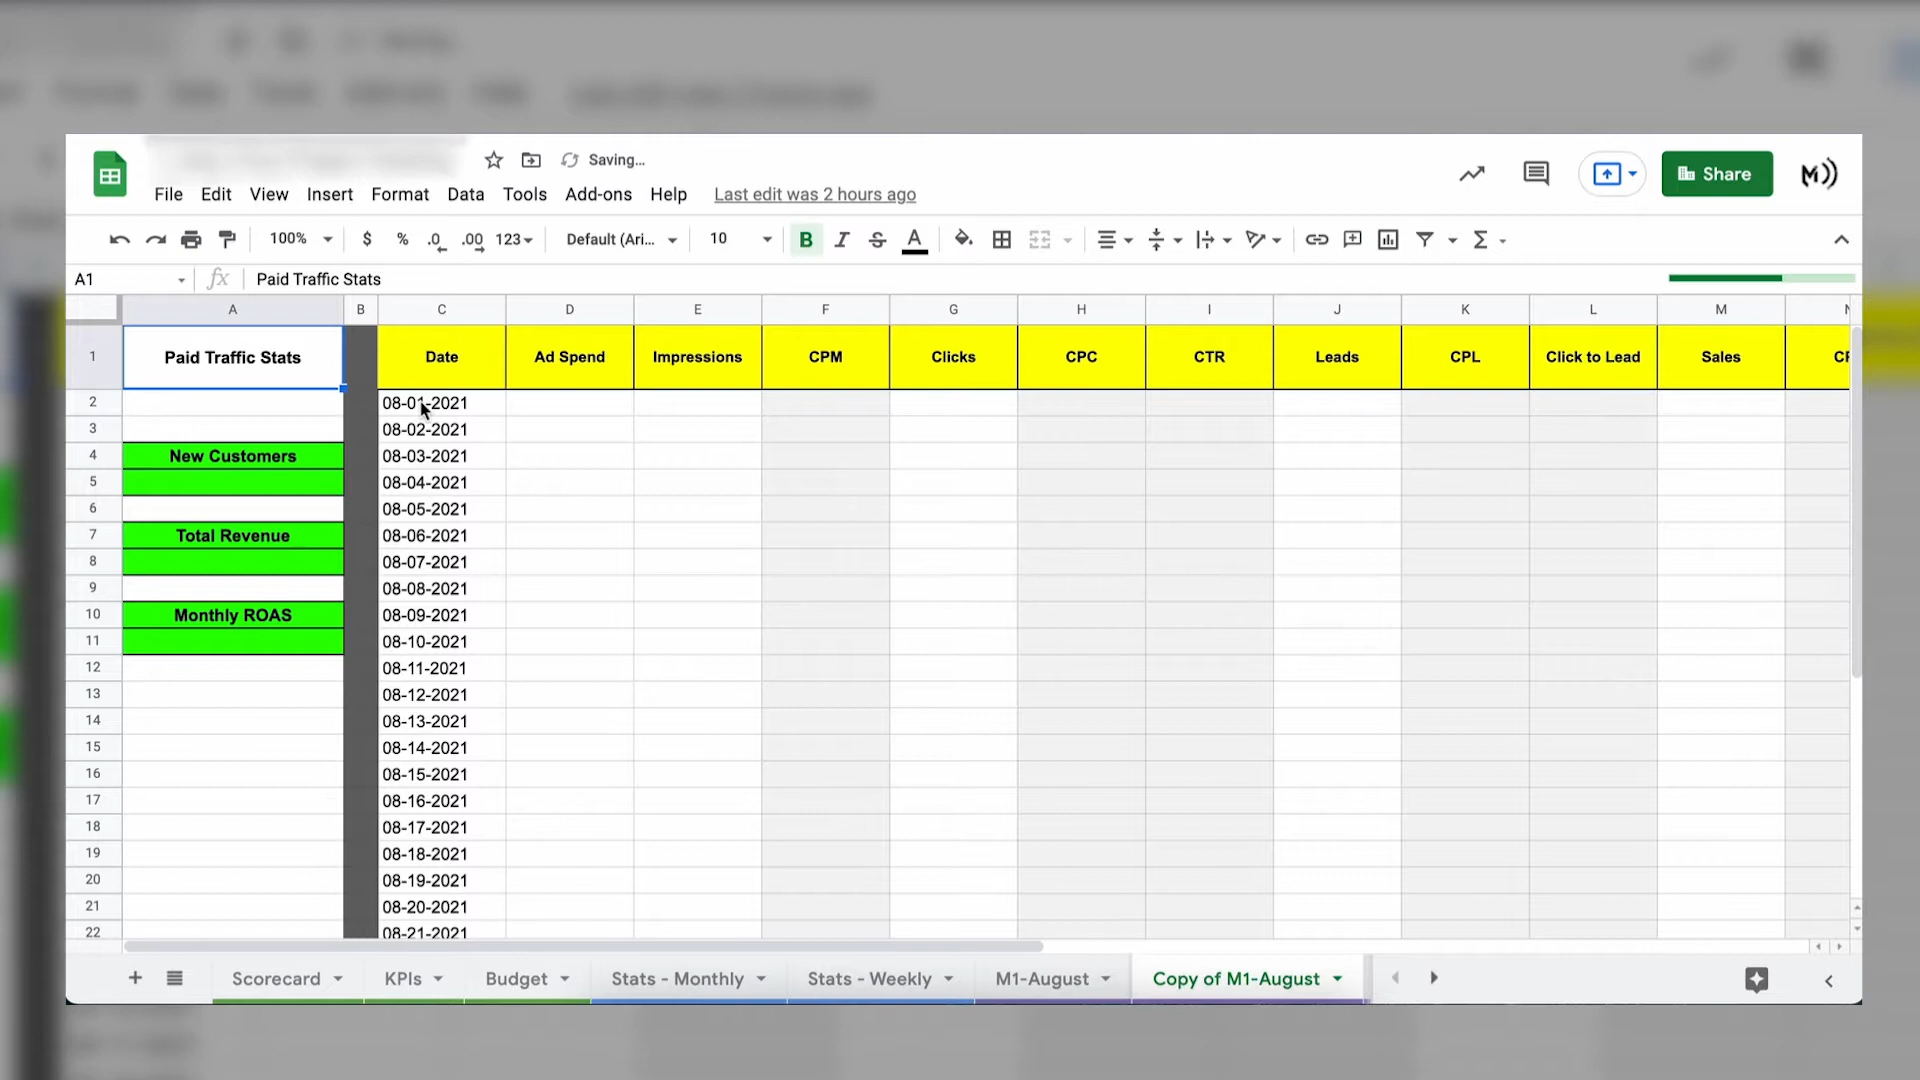 Saving...
File Edit View Insert Format Data Tools Add-ons Help Last edit was 2 hours ago
Share
100% $ % .0 .00 123 Default (Ari... 10 B I S A Σ
A1 fx Paid Traffic Stats
A B C D E F G H I J K L M
1 Paid Traffic Stats Date Ad Spend Impressions CPM Clicks CPC CTR Leads CPL Click to Lead Sales
2 08-01-2021
3 08-02-2021
4 New Customers 08-03-2021
5 08-04-2021
6 08-05-2021
7 Total Revenue 08-06-2021
8 08-07-2021
9 08-08-2021
10 Monthly ROAS 08-09-2021
11 08-10-2021
12 08-11-2021
13 08-12-2021
14 08-13-2021
15 08-14-2021
16 08-15-2021
17 08-16-2021
18 08-17-2021
19 08-18-2021
20 08-19-2021
21 08-20-2021
22 08-21-2021
Scorecard KPIs Budget Stats - Monthly Stats - Weekly M1-August Copy of M1-August